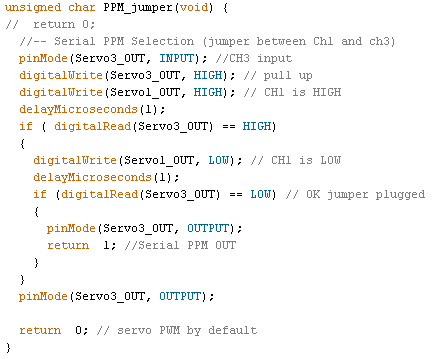 unsigned char PPM_jumper(void) {
//  return 0;
  //-- Serial PPM Selection (jumper between Ch1 and ch3)
  pinMode(Servo3_OUT, INPUT); //CH3 input
  digitalWrite(Servo3_OUT, HIGH); // pull up
  digitalWrite(Servo1_OUT, HIGH); // CH1 is HIGH
  delayMicroseconds(1);
  if ( digitalRead(Servo3_OUT) == HIGH)
  {
    digitalWrite(Servo1_OUT, LOW); // CH1 is LOW
    delayMicroseconds(1);
    if (digitalRead(Servo3_OUT) == LOW) // OK jumper plugged
    {
      pinMode(Servo3_OUT, OUTPUT);
      return  1; //Serial PPM OUT
    }
  }
  pinMode(Servo3_OUT, OUTPUT);

  return  0; // servo PWM by default
}